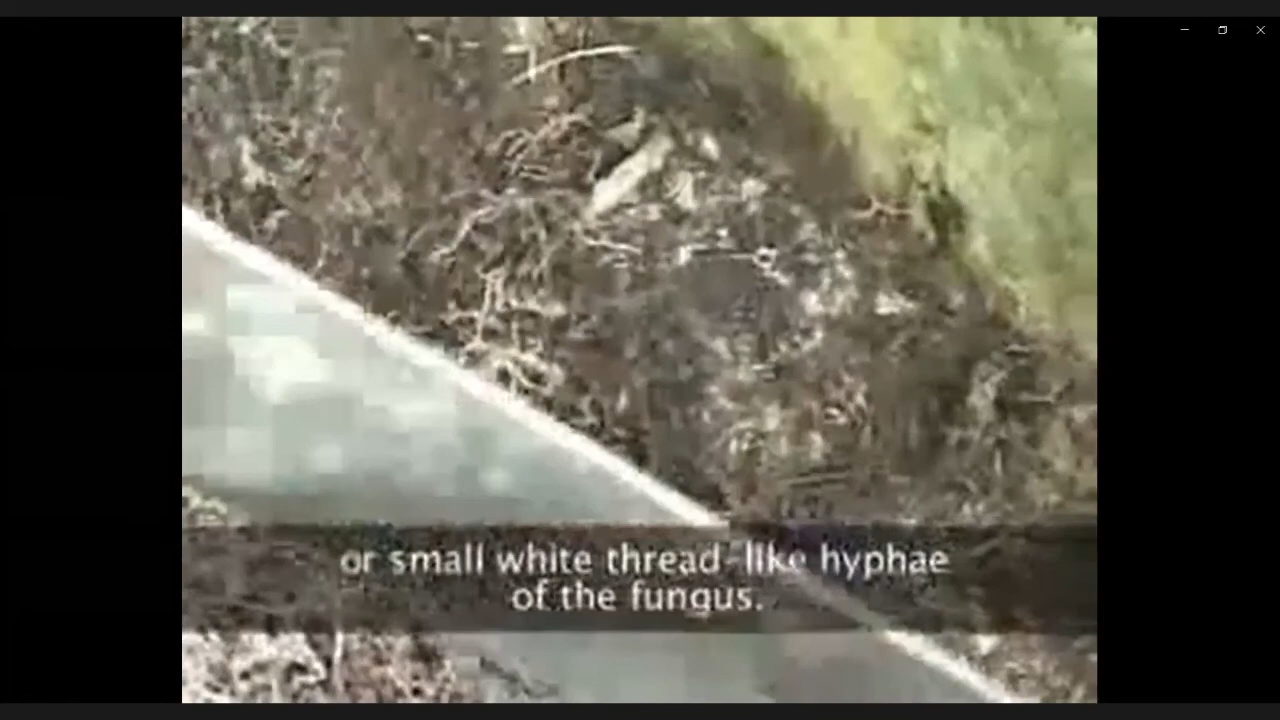 or small white thread-like hyphae
of the fungus.